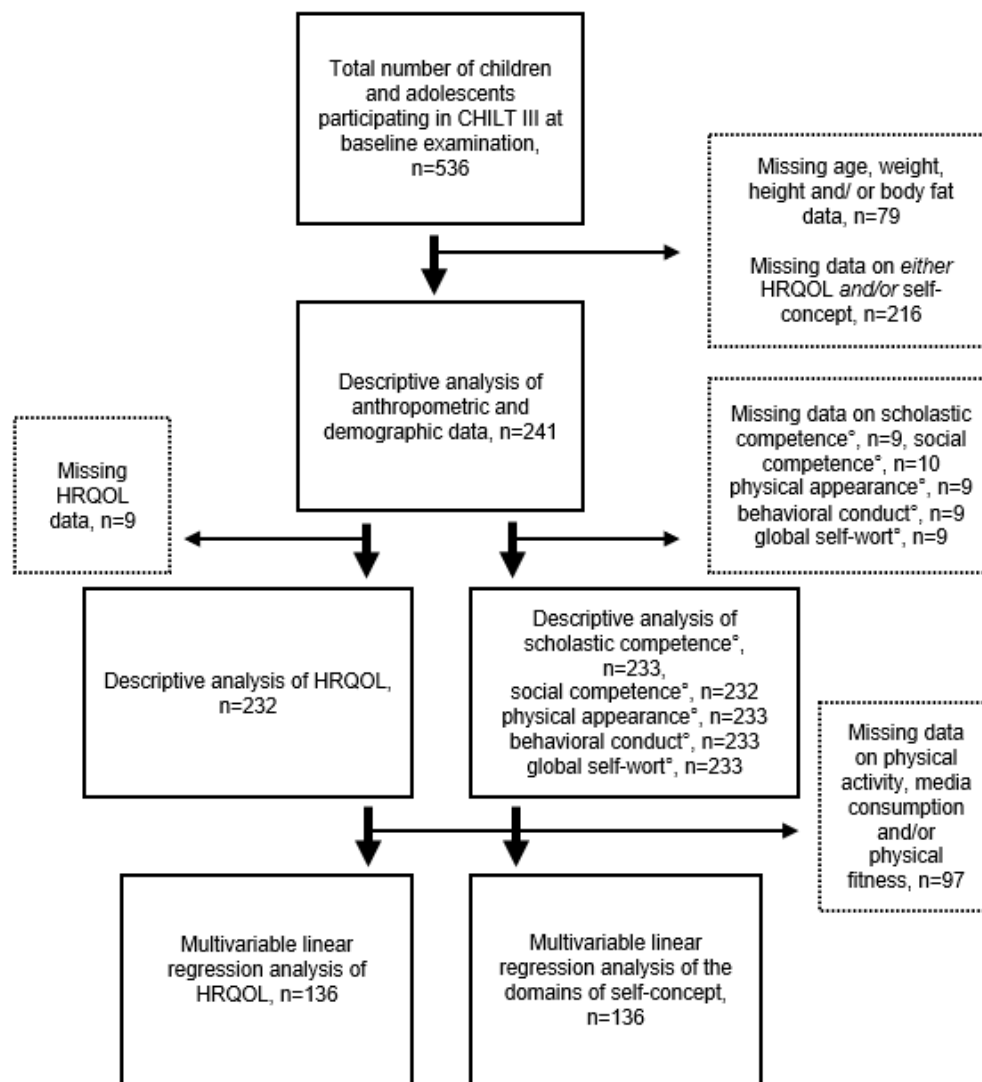 Total number of children
and adolescents
participating in CHILT III at
baseline examination,
n=536
Missing age, weight,
height and/ or body fat
data, n=79
Missing data on either
HRQOL and/or self-
concept, n=216
Descriptive analysis of
anthropometric and
demographic data, n=241
Missing
HRQOL
data, n=9
Missing data on scholastic
competence°, n=9, social
competence°, n=10
physical appearance°, n=9
behavioral conduct°, n=9
global self-wort°, n=9
Descriptive analysis of HRQOL,
n=232
Descriptive analysis of
scholastic competence°,
n=233,
social competence°, n=232
physical appearance°, n=233
behavioral conduct°, n=233
global self-wort°, n=233
Missing data
on physical
activity, media
consumption
and/or
physical
fitness, n=97
Multivariable linear
regression analysis of
HRQOL, n=136
Multivariable linear
regression analysis of the
domains of self-concept,
n=136